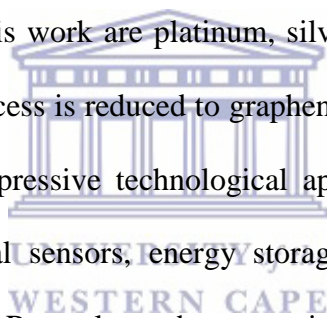 is work are platinum, silv
cess is reduced to graphen
pressive technological ap
al sensors, energy storag
UNIVERSITY of the
WESTERN CAPE